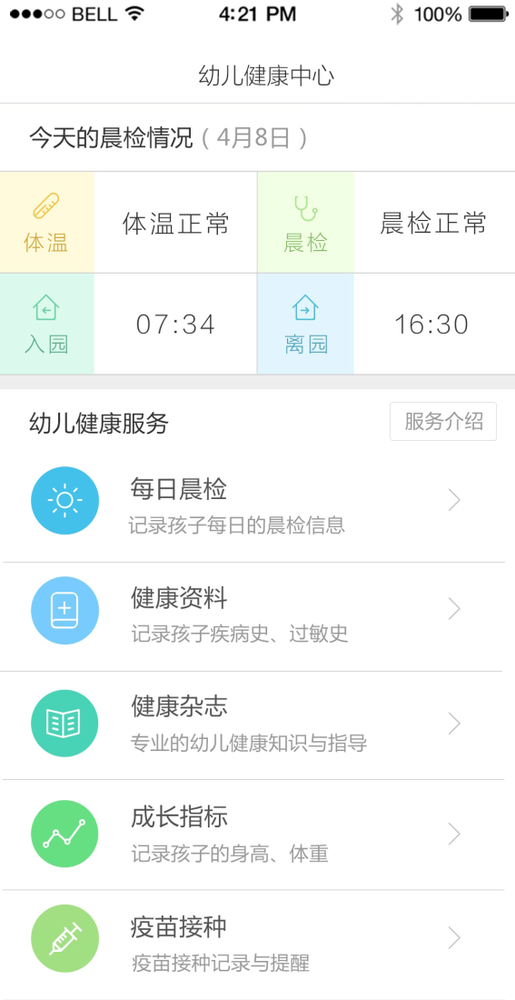 BELL 4:21 PM 100%
幼儿健康中心
今天的晨检情况（4月8日）
体温 体温正常 晨检 晨检正常
入园 07:34 离园 16:30
幼儿健康服务 服务介绍
每日晨检
记录孩子每日的晨检信息
健康资料
记录孩子疾病史、过敏史
健康杂志
专业的幼儿健康知识与指导
成长指标
记录孩子的身高、体重
疫苗接种
疫苗接种记录与提醒